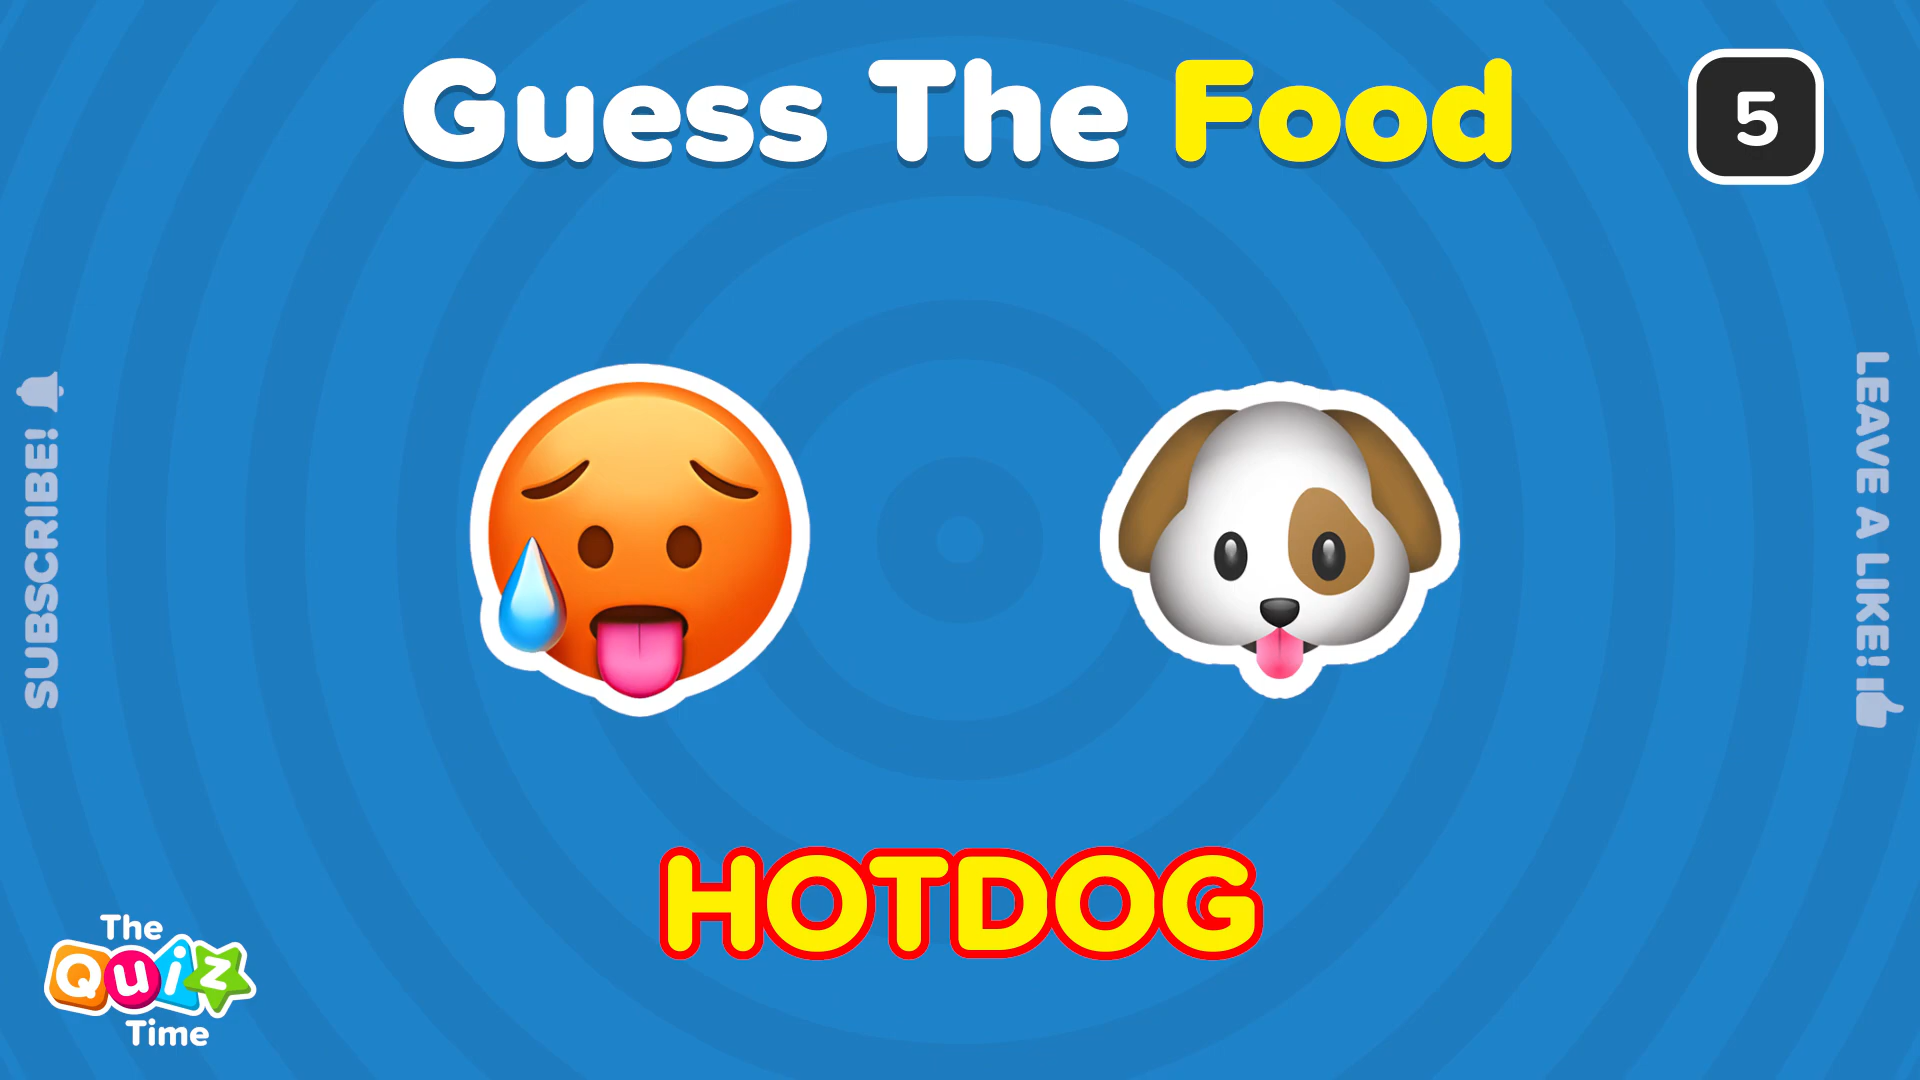 Guess The Food
5
SUBSCRIBE!
LEAVE A LIKE!
HOTDOG
The
Quiz
Time